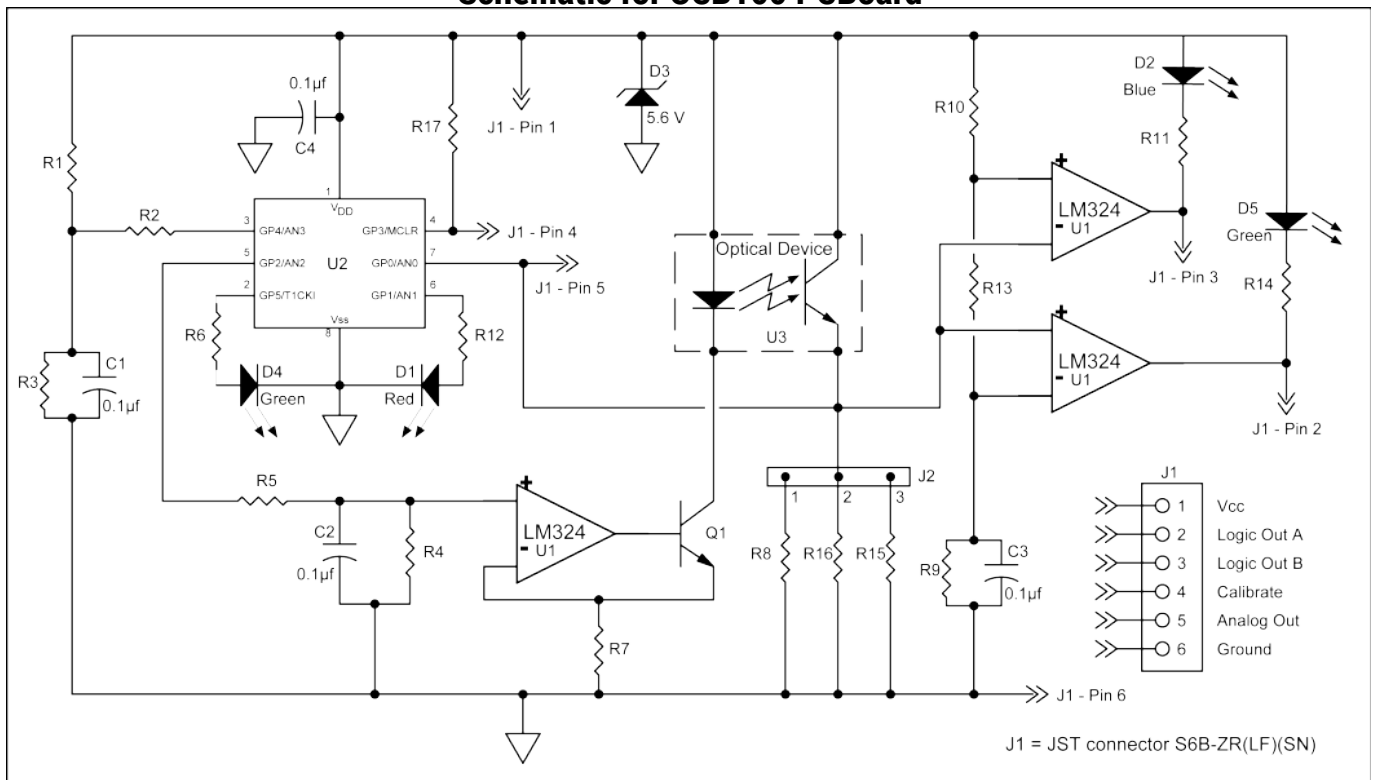 Schematic for OCB100 PCBoard
0.1µf
C4
R17
J1 - Pin 1
D3
5.6 V
R10
D2
Blue
R11
R1
R2
1
VDD
3
GP4/AN3
GP3/MCLR
4
J1 - Pin 4
5
GP2/AN2
U2
GP0/AN0
7
J1 - Pin 5
2
GP5/T1CKI
GP1/AN1
6
Vss
8
R6
R12
D4
Green
D1
Red
Optical Device
U3
+
LM324
-
U1
J1 - Pin 3
D5
Green
R14
R13
+
LM324
-
U1
J1 - Pin 2
R3
C1
0.1µf
R5
C2
0.1µf
R4
+
LM324
-
U1
Q1
R7
J2
1
2
3
R8
R16
R15
R9
C3
0.1µf
J1
1 Vcc
2 Logic Out A
3 Logic Out B
4 Calibrate
5 Analog Out
6 Ground
J1 - Pin 6
J1 = JST connector S6B-ZR(LF)(SN)